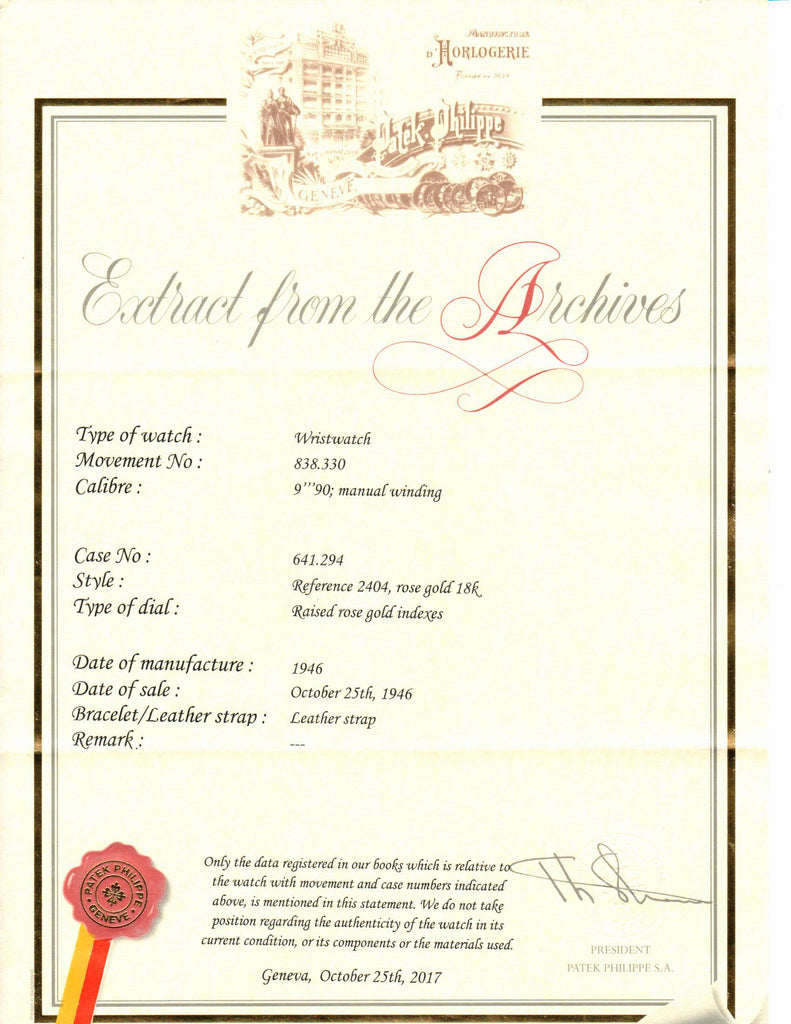 MANUFACTURE
D'HORLOGERIE
FONDÉE EN 1839
Patek Philippe
GENÈVE
Extract from the Archives
Type of watch : Wristwatch
Movement No : 838.330
Calibre : 9'''90; manual winding
Case No : 641.294
Style : Reference 2404, rose gold 18k
Type of dial : Raised rose gold indexes
Date of manufacture : 1946
Date of sale : October 25th, 1946
Bracelet/Leather strap : Leather strap
Remark : ---
Only the data registered in our books which is relative to
the watch with movement and case numbers indicated
above, is mentioned in this statement. We do not take
position regarding the authenticity of the watch in its
current condition, or its components or the materials used.
Geneva, October 25th, 2017
PATEK PHILIPPE
GENEVE
PRESIDENT
PATEK PHILIPPE S.A.